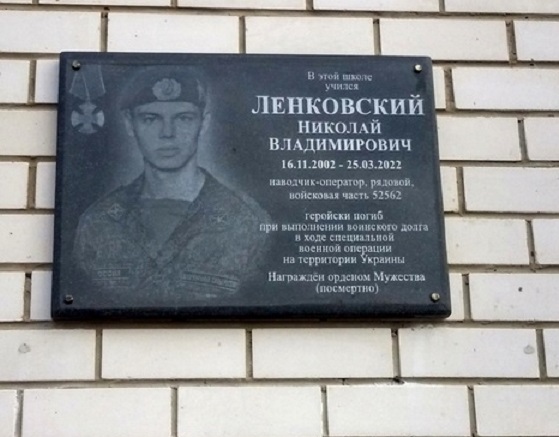 В этой школе
учился
ЛЕНКОВСКИЙ
НИКОЛАЙ
ВЛАДИМИРОВИЧ
16.11.2002 - 25.03.2022
наводчик-оператор, рядовой,
войсковая часть 52562
геройски погиб
при выполнении воинского долга
в ходе специальной
военной операции
на территории Украины
Награждён орденом Мужества
(посмертно)